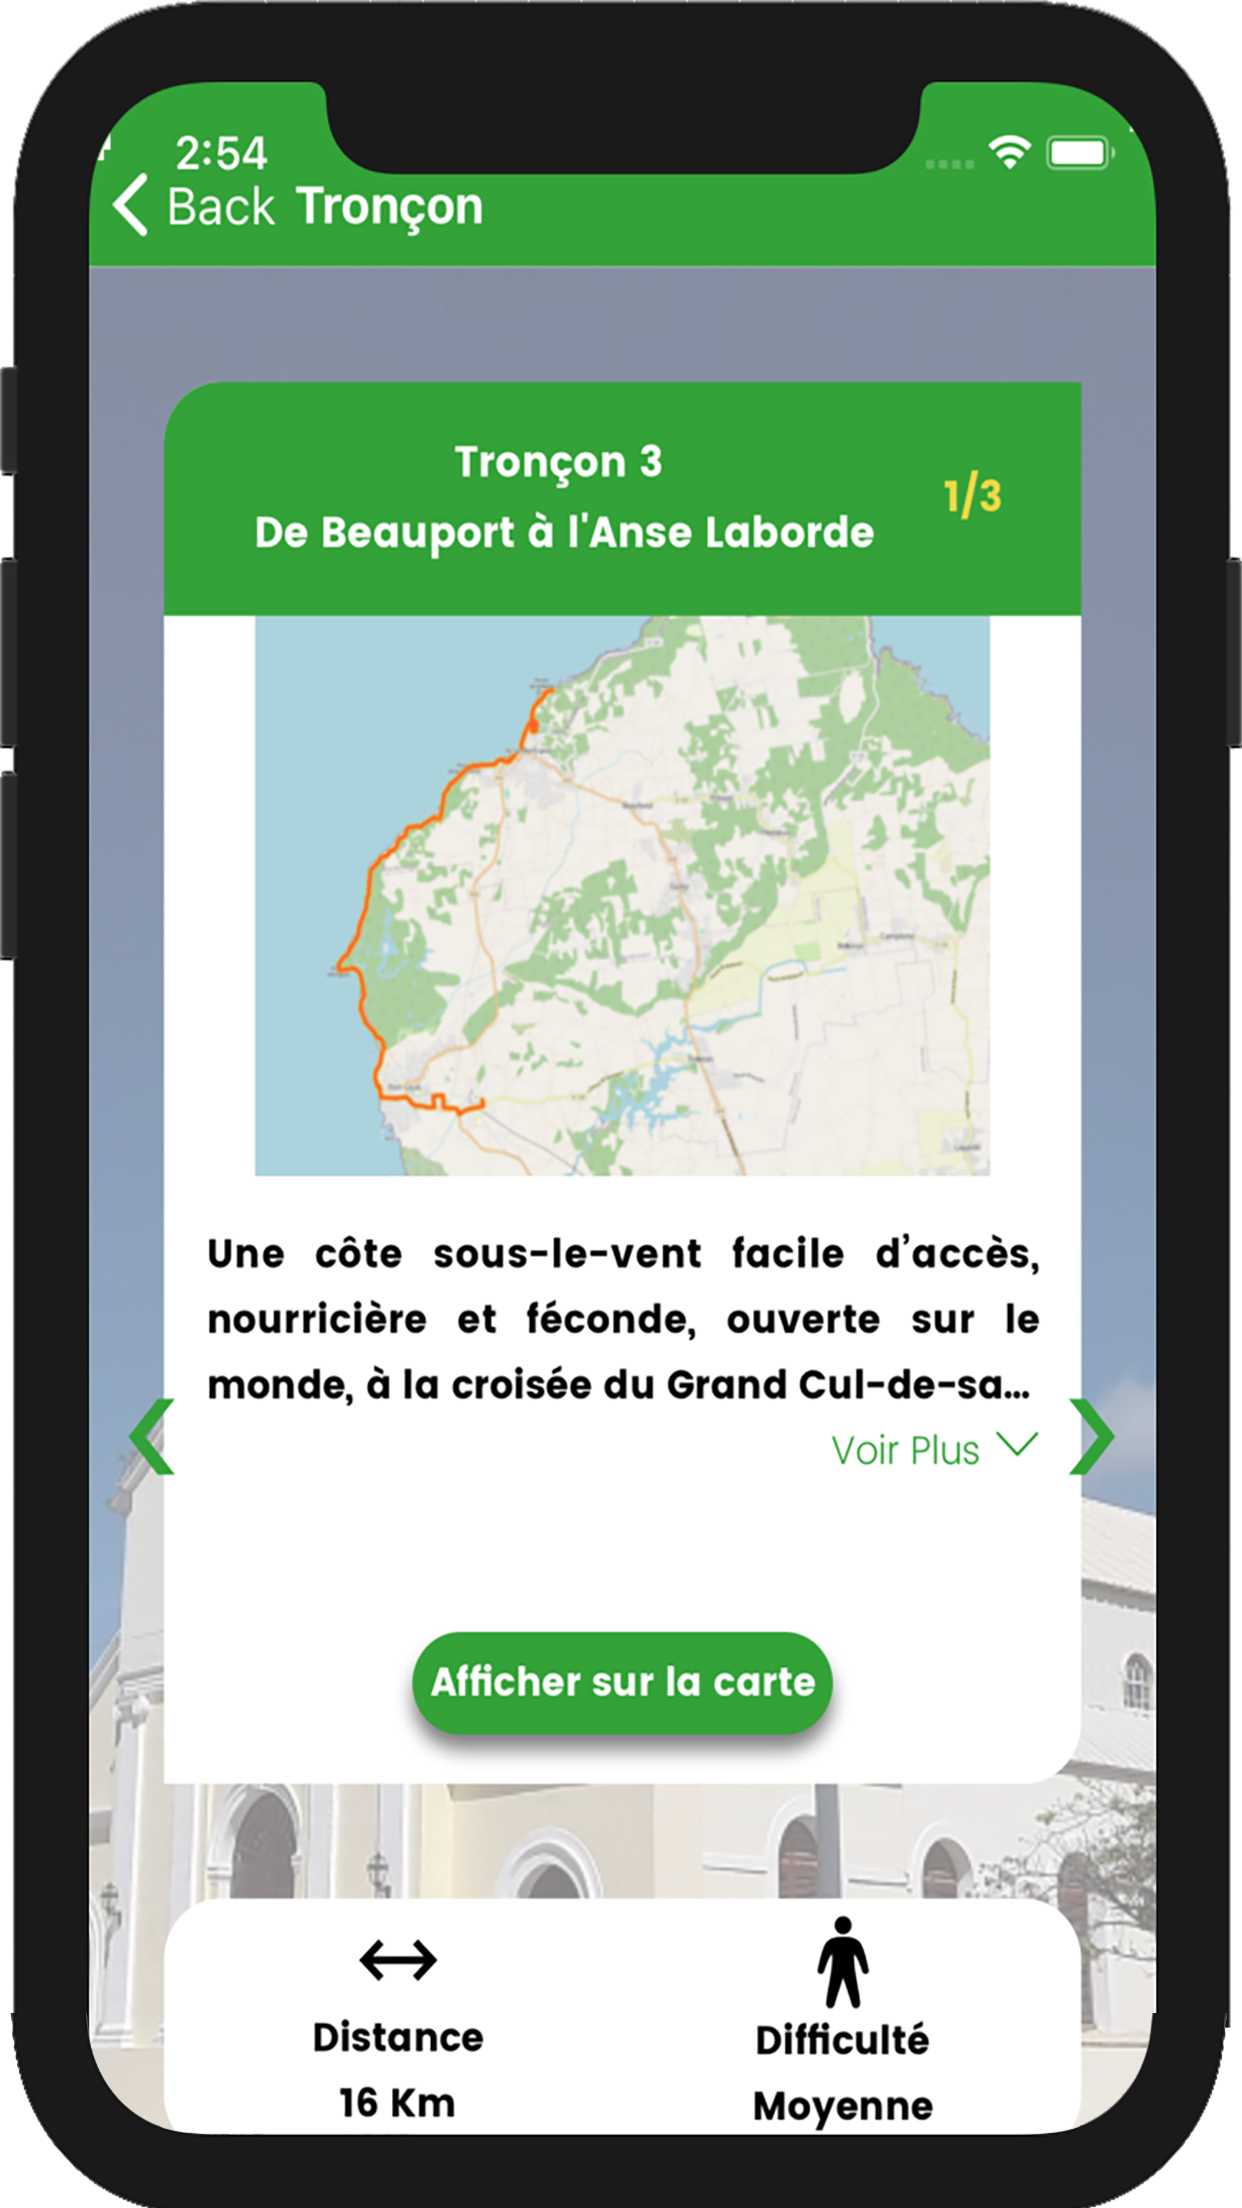 2:54
Back Tronçon
Tronçon 3
1/3
De Beauport à l'Anse Laborde
Une côte sous-le-vent facile d’accès,
nourricière et féconde, ouverte sur le
monde, à la croisée du Grand Cul-de-sa...
Voir Plus
Afficher sur la carte
Distance
16 Km
Difficulté
Moyenne